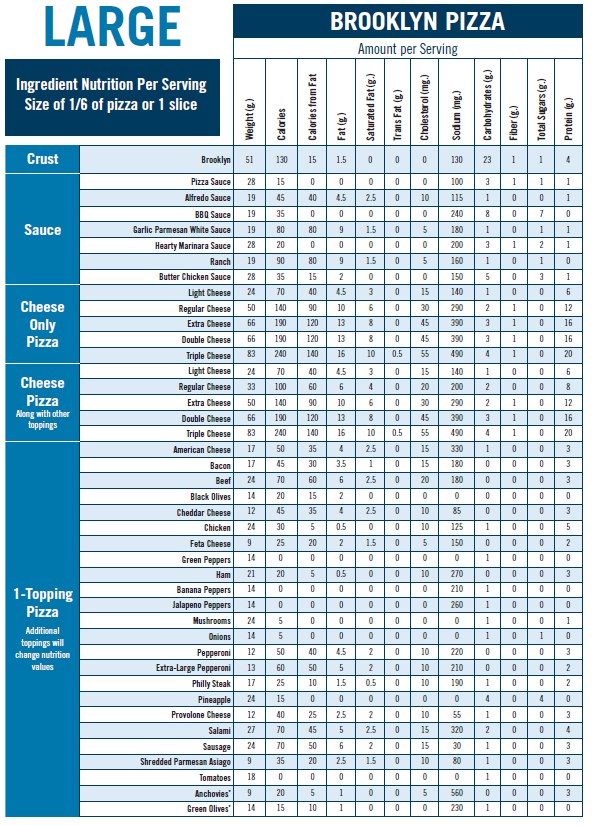 LARGE
BROOKLYN PIZZA
Amount per Serving
Ingredient Nutrition Per Serving
Size of 1/6 of pizza or 1 slice
Weight (g.) Calories Calories from Fat Fat (g.) Saturated Fat (g.) Trans Fat (g.) Cholesterol (mg.) Sodium (mg.) Carbohydrates (g.) Fiber (g.) Total Sugars (g.) Protein (g.)
Crust
Brooklyn 51 130 15 1.5 0 0 0 130 23 1 1 4
Sauce
Pizza Sauce 28 15 0 0 0 0 0 100 3 1 1 1
Alfredo Sauce 19 45 40 4.5 2.5 0 10 115 1 0 0 1
BBQ Sauce 19 35 0 0 0 0 0 240 8 0 7 0
Garlic Parmesan White Sauce 19 80 80 9 1.5 0 5 180 1 0 1 1
Hearty Marinara Sauce 28 20 0 0 0 0 0 200 3 1 2 1
Ranch 19 90 80 9 1.5 0 5 160 1 0 1 0
Butter Chicken Sauce 28 35 15 2 0 0 0 150 5 0 3 1
Cheese
Only
Pizza
Light Cheese 24 70 40 4.5 3 0 15 140 1 0 0 6
Regular Cheese 50 140 90 10 6 0 30 290 2 1 0 12
Extra Cheese 66 190 120 13 8 0 45 390 3 1 0 16
Double Cheese 66 190 120 13 8 0 45 390 3 1 0 16
Triple Cheese 83 240 140 16 10 0.5 55 490 4 1 0 20
Cheese
Pizza
Along with other
toppings
Light Cheese 24 70 40 4.5 3 0 15 140 1 0 0 6
Regular Cheese 33 100 60 6 4 0 20 200 2 0 0 8
Extra Cheese 50 140 90 10 6 0 30 290 2 1 0 12
Double Cheese 66 190 120 13 8 0 45 390 3 1 0 16
Triple Cheese 83 240 140 16 10 0.5 55 490 4 1 0 20
1-Topping
Pizza
Additional
toppings will
change nutrition
values
American Cheese 17 50 35 4 2.5 0 15 330 1 0 0 3
Bacon 17 45 30 3.5 1 0 15 180 0 0 0 3
Beef 24 70 60 6 2.5 0 20 180 0 0 0 3
Black Olives 14 20 15 2 0 0 0 0 0 0 0 0
Cheddar Cheese 12 45 35 4 2.5 0 10 85 0 0 0 3
Chicken 24 30 5 0.5 0 0 10 125 1 0 0 5
Feta Cheese 9 25 20 2 1.5 0 5 150 0 0 0 2
Green Peppers 14 0 0 0 0 0 0 0 1 0 0 0
Ham 21 20 5 0.5 0 0 10 270 0 0 0 3
Banana Peppers 14 0 0 0 0 0 0 210 1 0 0 0
Jalapeno Peppers 14 0 0 0 0 0 0 260 1 0 0 0
Mushrooms 24 5 0 0 0 0 0 0 1 0 0 1
Onions 14 5 0 0 0 0 0 0 1 0 1 0
Pepperoni 12 50 40 4.5 2 0 10 220 0 0 0 3
Extra-Large Pepperoni 13 60 50 5 2 0 10 210 0 0 0 2
Philly Steak 17 25 10 1.5 0.5 0 10 190 1 0 0 2
Pineapple 24 15 0 0 0 0 0 0 4 0 4 0
Provolone Cheese 12 40 25 2.5 2 0 10 55 1 0 0 3
Salami 27 70 45 5 2.5 0 15 320 2 0 0 4
Sausage 24 70 50 6 2 0 15 30 1 0 0 3
Shredded Parmesan Asiago 9 35 20 2.5 1.5 0 10 80 1 0 0 3
Tomatoes 18 0 0 0 0 0 0 0 1 0 0 0
Anchovies* 9 20 5 1 0 0 5 560 0 0 0 3
Green Olives* 14 15 10 1 0 0 0 230 1 0 0 0